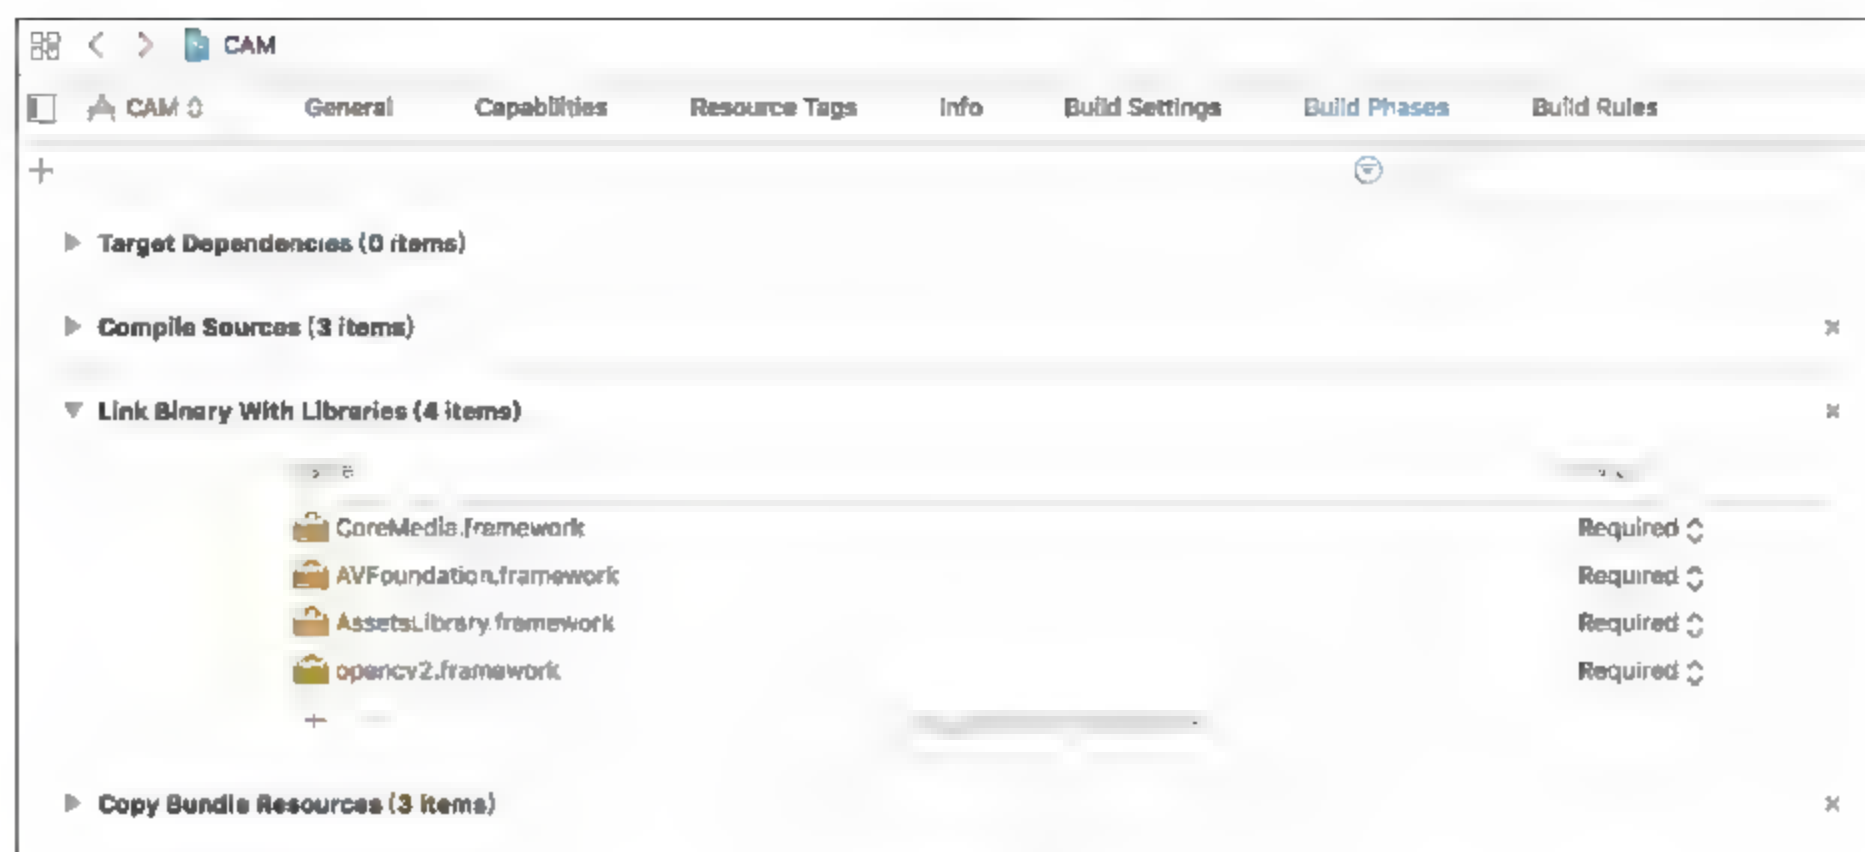 CAM
CAM General Capabilities Resource Tags Info Build Settings Build Phases Build Rules
Target Dependencies (0 items)
Compile Sources (3 items)
Link Binary With Libraries (4 items)
CoreMedia.framework Required
AVFoundation.framework Required
AssetsLibrary.framework Required
opencv2.framework Required
Copy Bundle Resources (3 items)